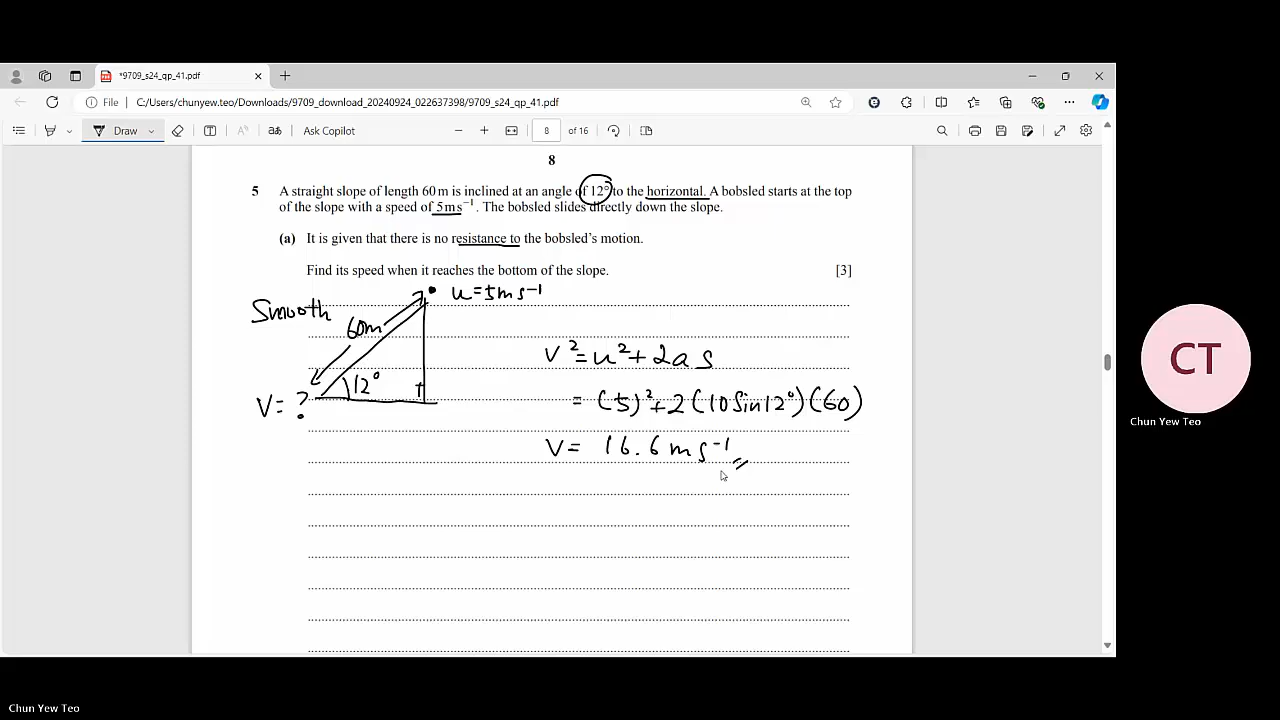 *9709_s24_qp_41.pdf
File C:/Users/chunyew.teo/Downloads/9709_download_20240924_022637398/9709_s24_qp_41.pdf
Draw Ask Copilot 8 of 16
8
5 A straight slope of length 60 m is inclined at an angle of 12° to the horizontal. A bobsled starts at the top
of the slope with a speed of 5 m s⁻¹. The bobsled slides directly down the slope.
(a) It is given that there is no resistance to the bobsled's motion.
Find its speed when it reaches the bottom of the slope. [3]
u = 5 m s⁻¹
Smooth
60m
12°
V = ?
V² = u² + 2 a s
= (5)² + 2 (10 Sin 12°) (60)
V = 16.6 m s⁻¹
CT
Chun Yew Teo
Chun Yew Teo